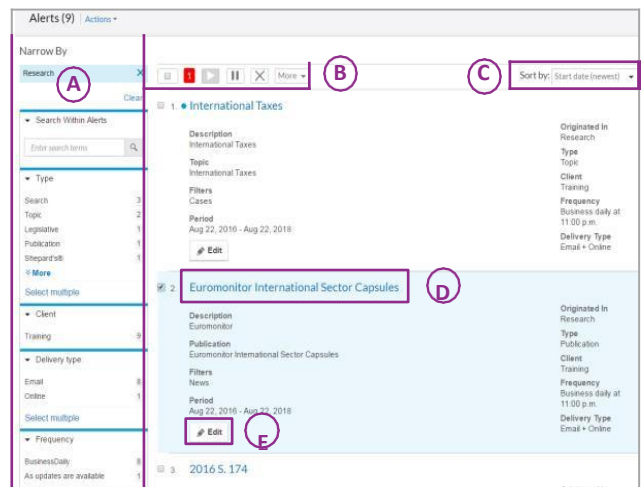 Alerts (9) Actions
Narrow By
Research X
A
Clear
Search Within Alerts
Enter search terms
Type
Search 3
Topic 2
Legislative 1
Publication 1
Shepard's® 1
More
Select multiple
Client
Training 9
Delivery type
Email 8
Online 1
Select multiple
Frequency
BusinessDaily 8
As updates are available 1
1 More
B
C
Sort by: Start date (newest)
1. International Taxes
Description
International Taxes
Topic
International Taxes
Filters
Cases
Period
Aug 22, 2016 - Aug 22, 2018
Edit
Originated In
Research
Type
Topic
Client
Training
Frequency
Business daily at
11:00 p.m.
Delivery Type
Email + Online
2. Euromonitor International Sector Capsules
D
Description
Euromonitor
Publication
Euromonitor International Sector Capsules
Filters
News
Period
Aug 22, 2016 - Aug 22, 2018
Edit
E
Originated In
Research
Type
Publication
Client
Training
Frequency
Business daily at
11:00 p.m.
Delivery Type
Email + Online
3. 2016 S. 174